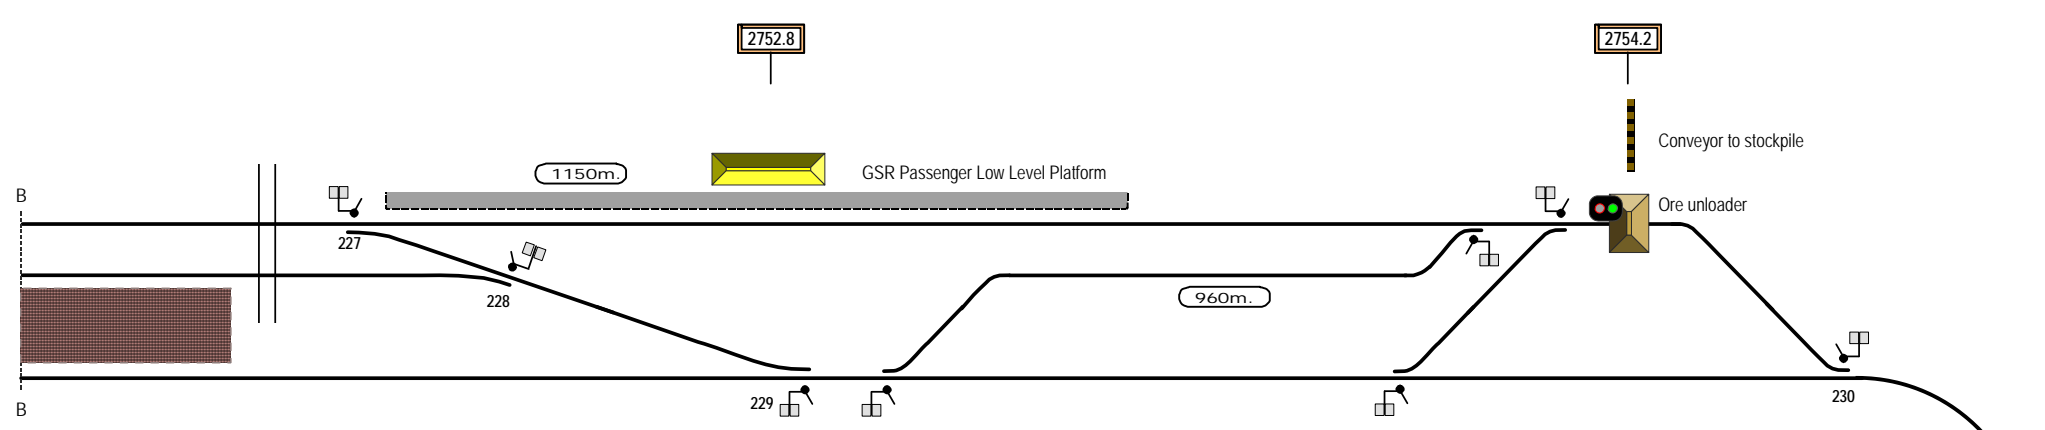 2752.8
2754.2
Conveyor to stockpile
1150m.
GSR Passenger Low Level Platform
B
Ore unloader
227
228
960m.
229
230
B